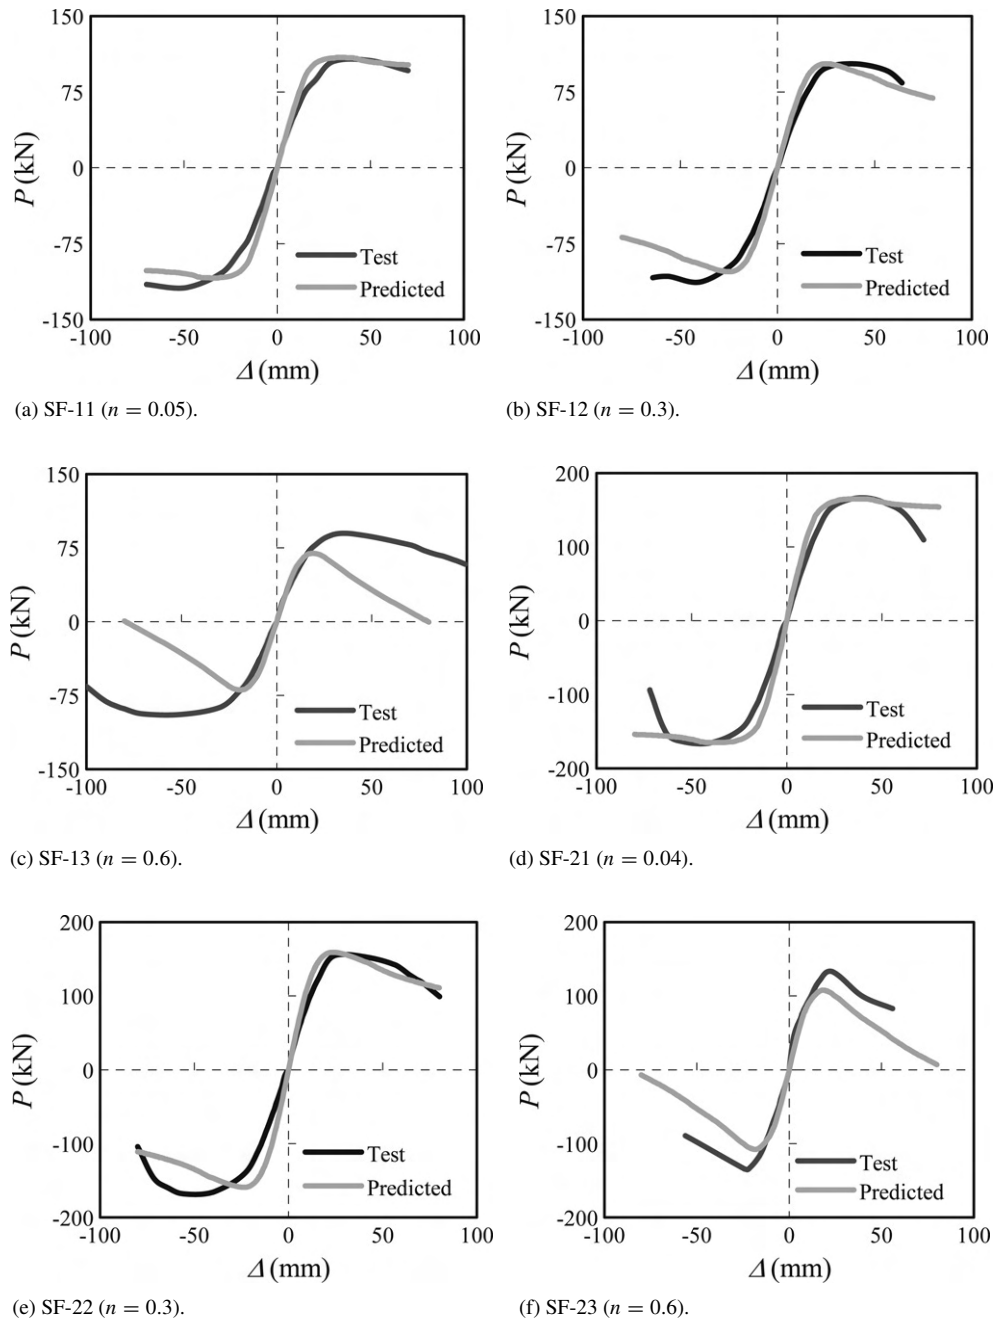 150
75
0
-75
-150
-100
-50
0
50
100
P (kN)
Δ (mm)
Test
Predicted
(a) SF-11 (n = 0.05).
150
75
0
-75
-150
-100
-50
0
50
100
P (kN)
Δ (mm)
Test
Predicted
(b) SF-12 (n = 0.3).
150
75
0
-75
-150
-100
-50
0
50
100
P (kN)
Δ (mm)
Test
Predicted
(c) SF-13 (n = 0.6).
200
100
0
-100
-200
-100
-50
0
50
100
P (kN)
Δ (mm)
Test
Predicted
(d) SF-21 (n = 0.04).
200
100
0
-100
-200
-100
-50
0
50
100
P (kN)
Δ (mm)
Test
Predicted
(e) SF-22 (n = 0.3).
200
100
0
-100
-200
-100
-50
0
50
100
P (kN)
Δ (mm)
Test
Predicted
(f) SF-23 (n = 0.6).